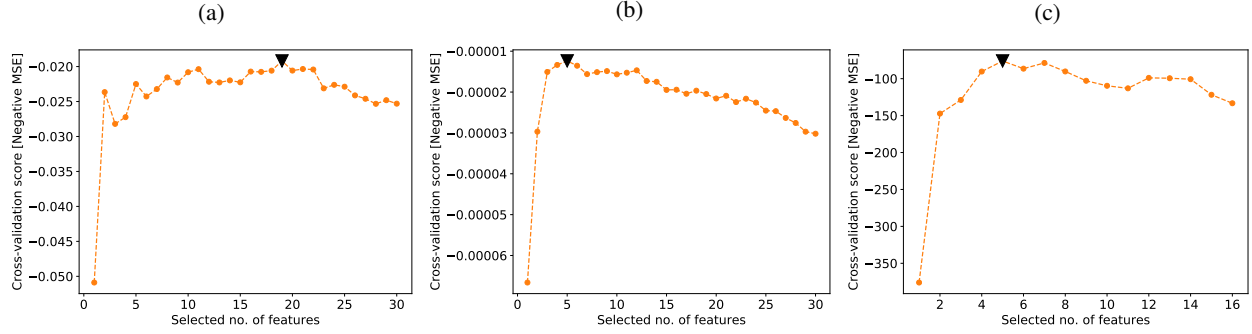 (a)
Cross-validation score [Negative MSE]
−0.020
−0.025
−0.030
−0.035
−0.040
−0.045
−0.050
0 5 10 15 20 25 30
Selected no. of features
(b)
Cross-validation score [Negative MSE]
−0.00001
−0.00002
−0.00003
−0.00004
−0.00005
−0.00006
0 5 10 15 20 25 30
Selected no. of features
(c)
Cross-validation score [Negative MSE]
−100
−150
−200
−250
−300
−350
2 4 6 8 10 12 14 16
Selected no. of features